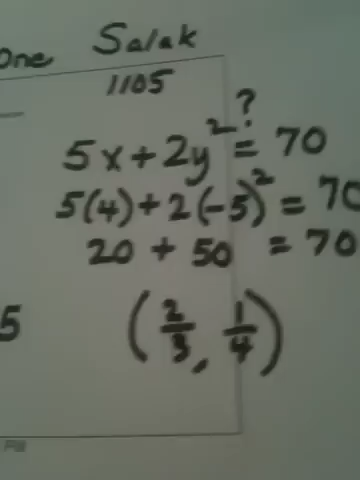 One Salak
1105
?
5x + 2y² = 70
5(4) + 2(-5)² = 70
20 + 50 = 70
5 (2/3, 1/4)